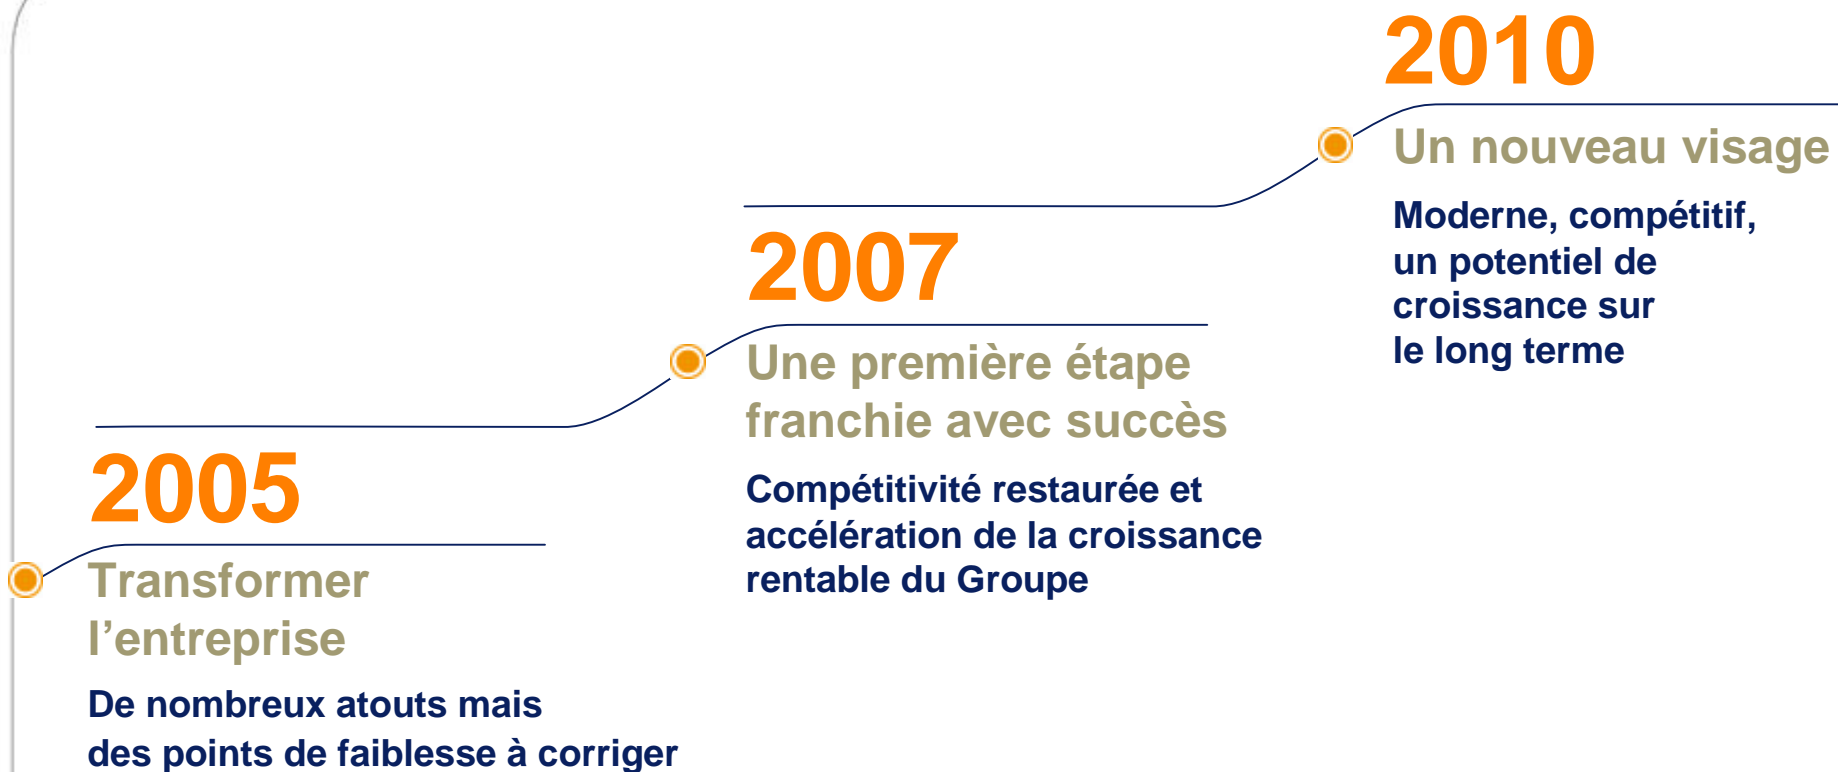 2005
Transformer
l’entreprise
De nombreux atouts mais
des points de faiblesse à corriger
2007
Une première étape
franchie avec succès
Compétitivité restaurée et
accélération de la croissance
rentable du Groupe
2010
Un nouveau visage
Moderne, compétitif,
un potentiel de
croissance sur
le long terme